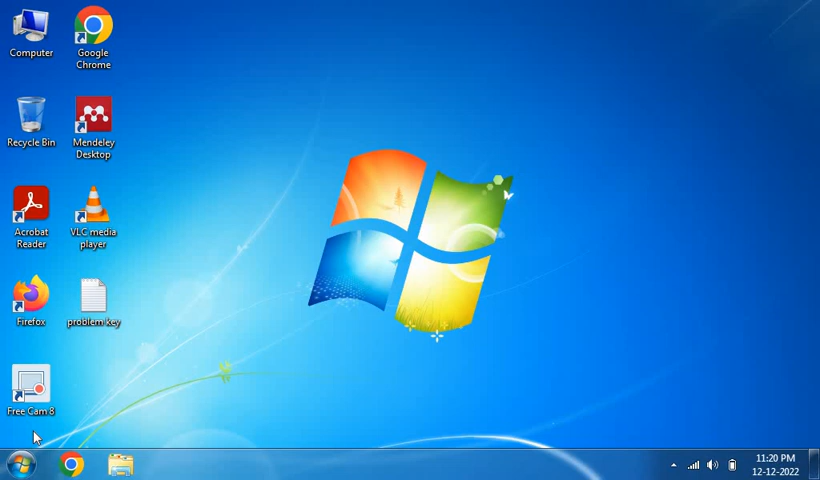 Computer
Google
Chrome
Recycle Bin
Mendeley
Desktop
Acrobat
Reader
VLC media
player
Firefox
problem key
Free Cam 8
11:20 PM
12-12-2022